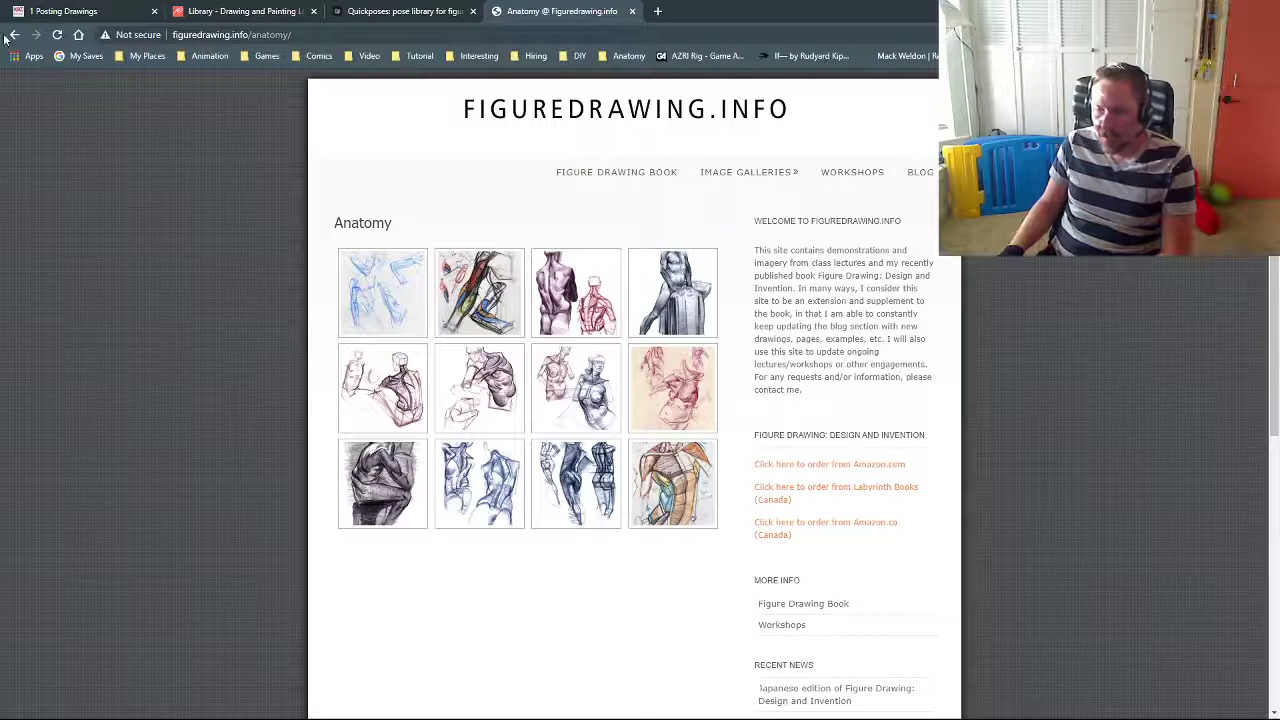 1 Posting Drawings
Library - Drawing and Painting Li
Quickposes: pose library for figu
Anatomy @ Figuredrawing.info
Not secure
figuredrawing.info/anatomy/
Apps
My Saves
My Places
Animation
Games
DIY
Hiring
Anatomy
AZRI Rig - Game A...
If— by Rudyard Kip...
Mack Weldon | Re
FIGUREDRAWING.INFO
FIGURE DRAWING BOOK
IMAGE GALLERIES»
WORKSHOPS
BLOG
Anatomy
WELCOME TO FIGUREDRAWING.INFO
This site contains demonstrations and
imagery from class lectures and my recently
published book Figure Drawing: Design and
Invention. In many ways, I consider this
site to be an extension and supplement to
the book, in that I am able to constantly
keep updating the blog section with new
drawings, pages, examples, etc. I will also
use this site to update ongoing
lectures/workshops or other engagements.
For any requests and/or information, please
contact me.
FIGURE DRAWING: DESIGN AND INVENTION
Click here to order from Amazon.com
Click here to order from Labyrinth Books
(Canada)
Click here to order from Amazon.ca
(Canada)
MORE INFO
Figure Drawing Book
Workshops
RECENT NEWS
Japanese edition of Figure Drawing:
Design and Invention